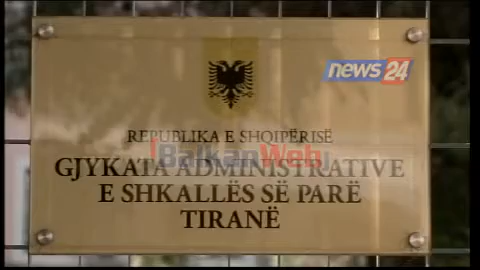 news24
REPUBLIKA E SHQIPËRISË
BalkanWeb
GJYKATA ADMINISTRATIVE
E SHKALLËS SË PARË
TIRANË